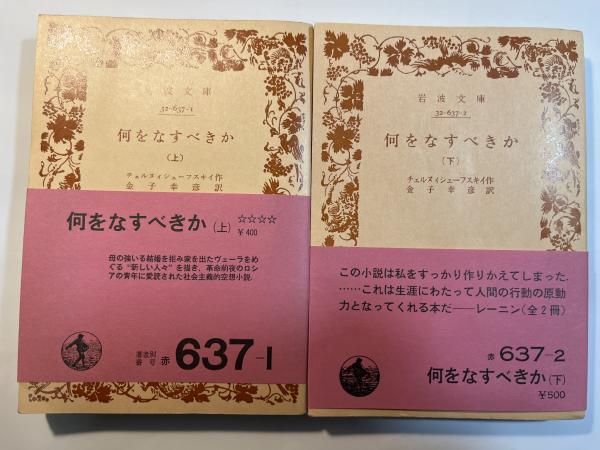 岩波文庫
32-637-1
何をなすべきか
(上)
チェルヌィシェーフスキイ作
金子幸彦訳
何をなすべきか(上) ☆☆☆☆
¥400
母の強いる結婚を拒み家を出たヴェーラをめ
ぐる“新しい人々”を描き、革命前夜のロシ
アの青年に愛読された社会主義的空想小説.
著者別
番号 赤 637-1
岩波文庫
32-637-2
何をなすべきか
(下)
チェルヌィシェーフスキイ作
金子幸彦訳
この小説は私をすっかり作りかえてしまった.
……これは生涯にわたって人間の行動の原動
力となってくれる本だ——レーニン(全2冊)
赤 637-2
何をなすべきか(下)
¥500